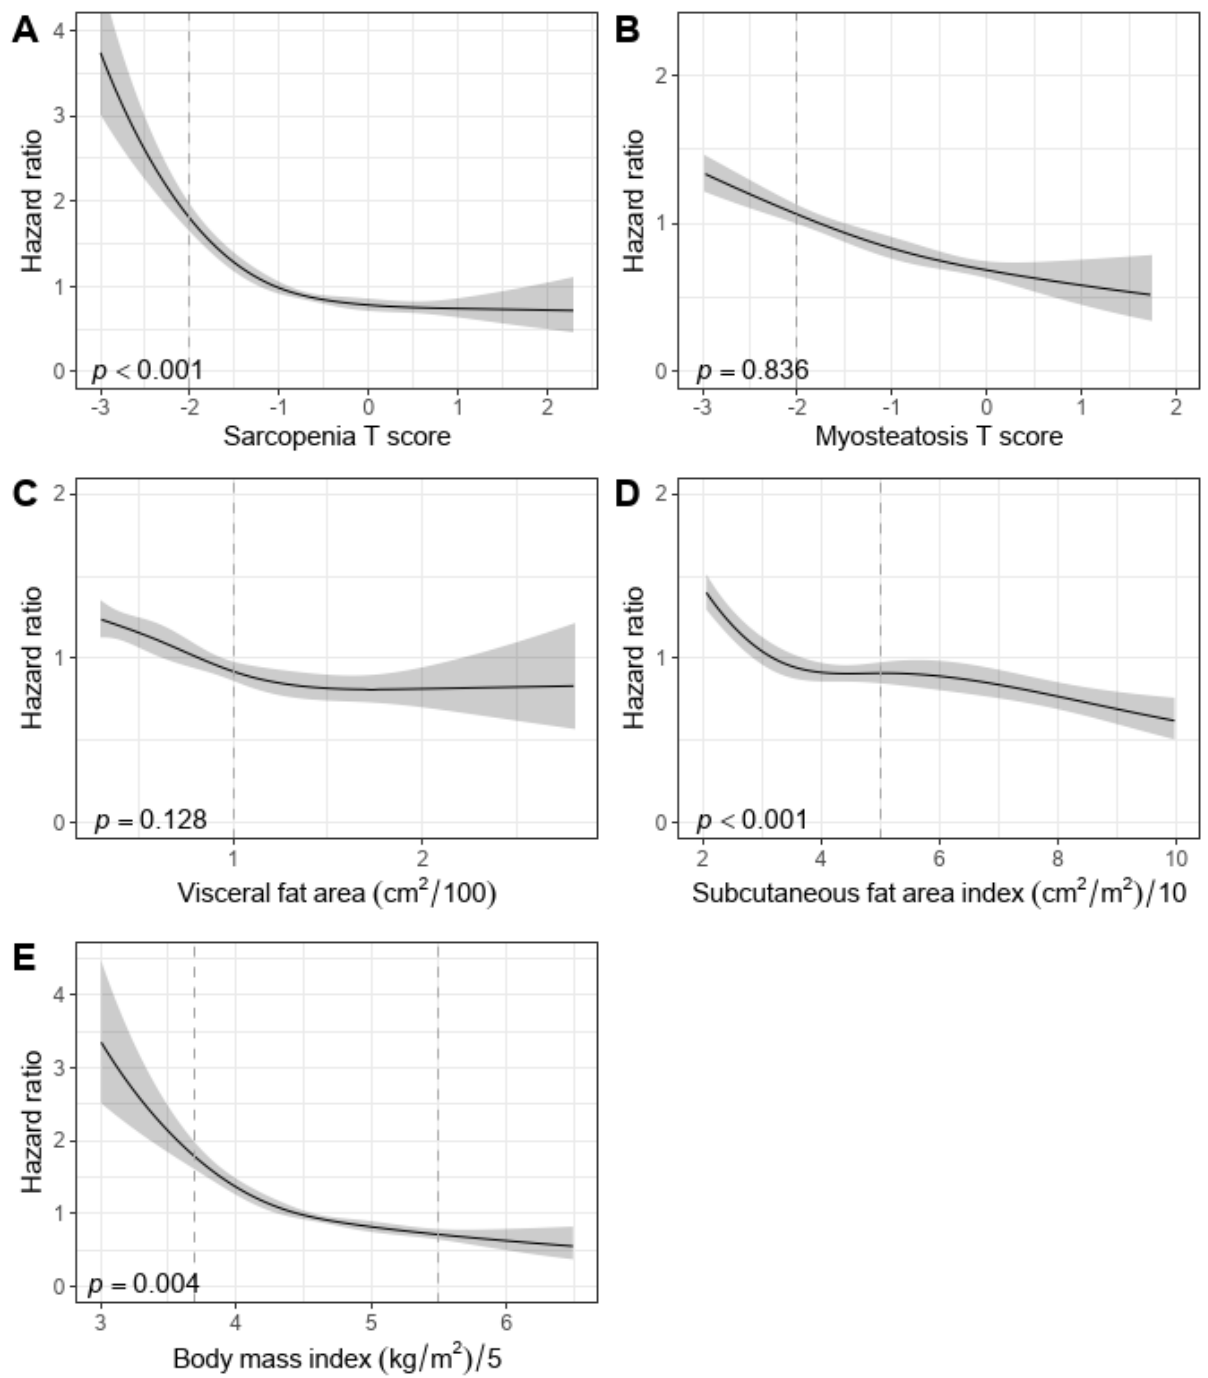 A
Hazard ratio
4
3
2
1
0
p < 0.001
-3 -2 -1 0 1 2
Sarcopenia T score
B
Hazard ratio
2
1
0
p = 0.836
-3 -2 -1 0 1 2
Myosteatosis T score
C
Hazard ratio
2
1
0
p = 0.128
1 2
Visceral fat area (cm²/100)
D
Hazard ratio
2
1
0
p < 0.001
2 4 6 8 10
Subcutaneous fat area index (cm²/m²)/10
E
Hazard ratio
4
3
2
1
0
p = 0.004
3 4 5 6
Body mass index (kg/m²)/5